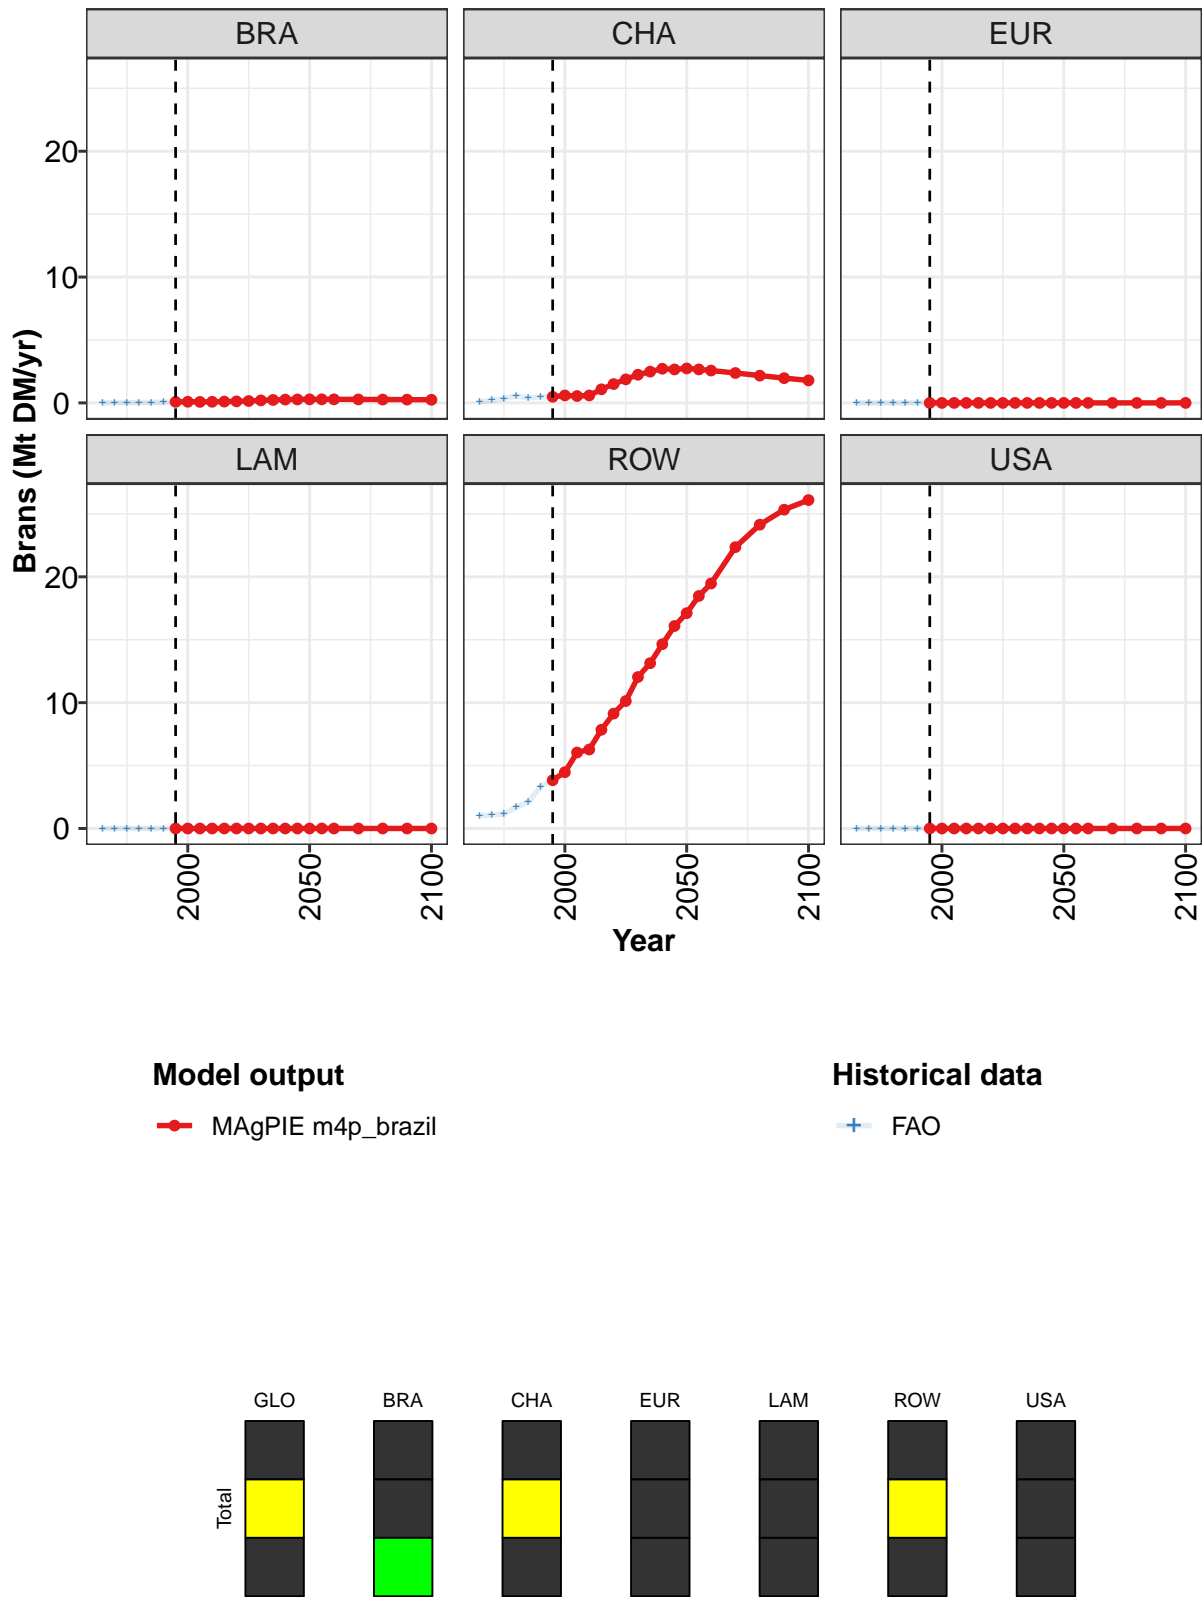 BRA CHA EUR
20
10
0
LAM ROW USA
20
10
0
Brans (Mt DM/yr)
2000 2050 2100 2000 2050 2100 2000 2050 2100
Year
Model output Historical data
MAgPIE m4p_brazil FAO
GLO BRA CHA EUR LAM ROW USA
Total